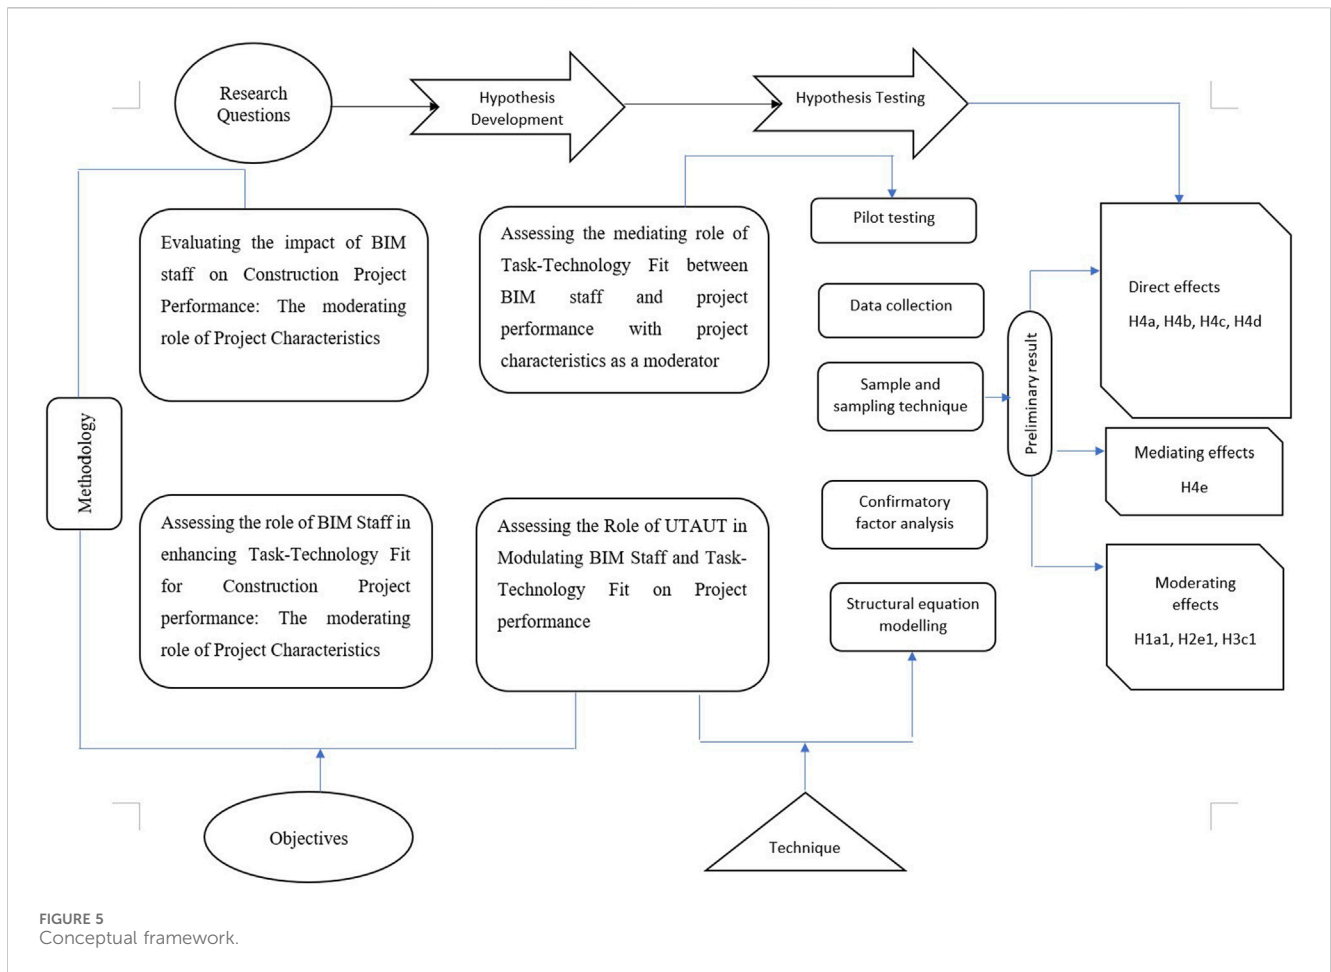 Research
Questions
Hypothesis
Development
Hypothesis Testing
Evaluating the impact of BIM
staff on Construction Project
Performance: The moderating
role of Project Characteristics
Assessing the mediating role of
Task-Technology Fit between
BIM staff and project
performance with project
characteristics as a moderator
Pilot testing
Data collection
Sample and
sampling technique
Confirmatory
factor analysis
Structural equation
modelling
Preliminary result
Direct effects
H4a, H4b, H4c, H4d
Mediating effects
H4e
Moderating
effects
H1a1, H2e1, H3c1
Methodology
Assessing the role of BIM Staff in
enhancing Task-Technology Fit
for Construction Project
performance: The moderating
role of Project Characteristics
Assessing the Role of UTAUT in
Modulating BIM Staff and Task-
Technology Fit on Project
performance
Objectives
Technique
FIGURE 5
Conceptual framework.